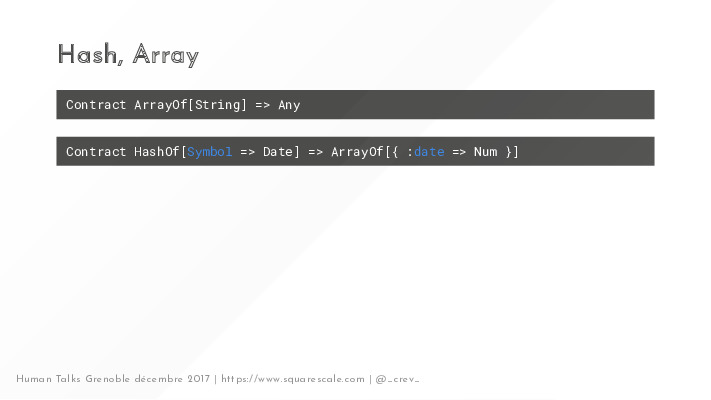 Hash, Array
Contract ArrayOf[String] => Any
Contract HashOf[Symbol => Date] => ArrayOf[{ :date => Num }]
Human Talks Grenoble décembre 2017 | https://www.squarescale.com | @_crev_